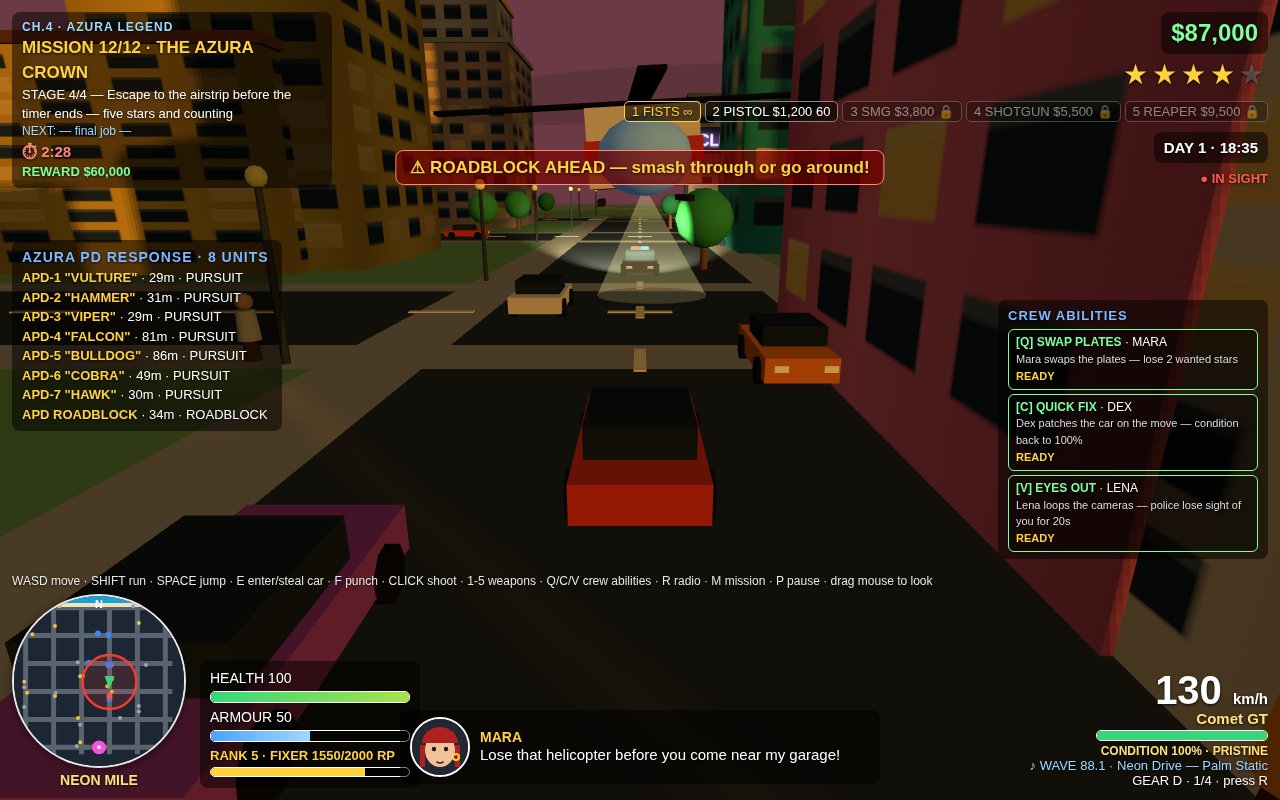 CH.4 · AZURA LEGEND
MISSION 12/12 · THE AZURA
CROWN
STAGE 4/4 — Escape to the airstrip before the
timer ends — five stars and counting
NEXT: — final job —
⏱ 2:28
REWARD $60,000
$87,000
★★★★★
1 FISTS ∞
2 PISTOL $1,200 60
3 SMG $3,800 🔒
4 SHOTGUN $5,500 🔒
5 REAPER $9,500 🔒
CL
DAY 1 · 18:35
● IN SIGHT
⚠ ROADBLOCK AHEAD — smash through or go around!
AZURA PD RESPONSE · 8 UNITS
APD-1 "VULTURE" · 29m · PURSUIT
APD-2 "HAMMER" · 31m · PURSUIT
APD-3 "VIPER" · 29m · PURSUIT
APD-4 "FALCON" · 81m · PURSUIT
APD-5 "BULLDOG" · 86m · PURSUIT
APD-6 "COBRA" · 49m · PURSUIT
APD-7 "HAWK" · 30m · PURSUIT
APD ROADBLOCK · 34m · ROADBLOCK
CREW ABILITIES
[Q] SWAP PLATES · MARA
Mara swaps the plates — lose 2 wanted stars
READY
[C] QUICK FIX · DEX
Dex patches the car on the move — condition
back to 100%
READY
[V] EYES OUT · LENA
Lena loops the cameras — police lose sight of
you for 20s
READY
WASD move · SHIFT run · SPACE jump · E enter/steal car · F punch · CLICK shoot · 1-5 weapons · Q/C/V crew abilities · R radio · M mission · P pause · drag mouse to look
N
NEON MILE
HEALTH 100
ARMOUR 50
RANK 5 · FIXER 1550/2000 RP
MARA
Lose that helicopter before you come near my garage!
130 km/h
Comet GT
CONDITION 100% · PRISTINE
♪ WAVE 88.1 · Neon Drive — Palm Static
GEAR D · 1/4 · press R